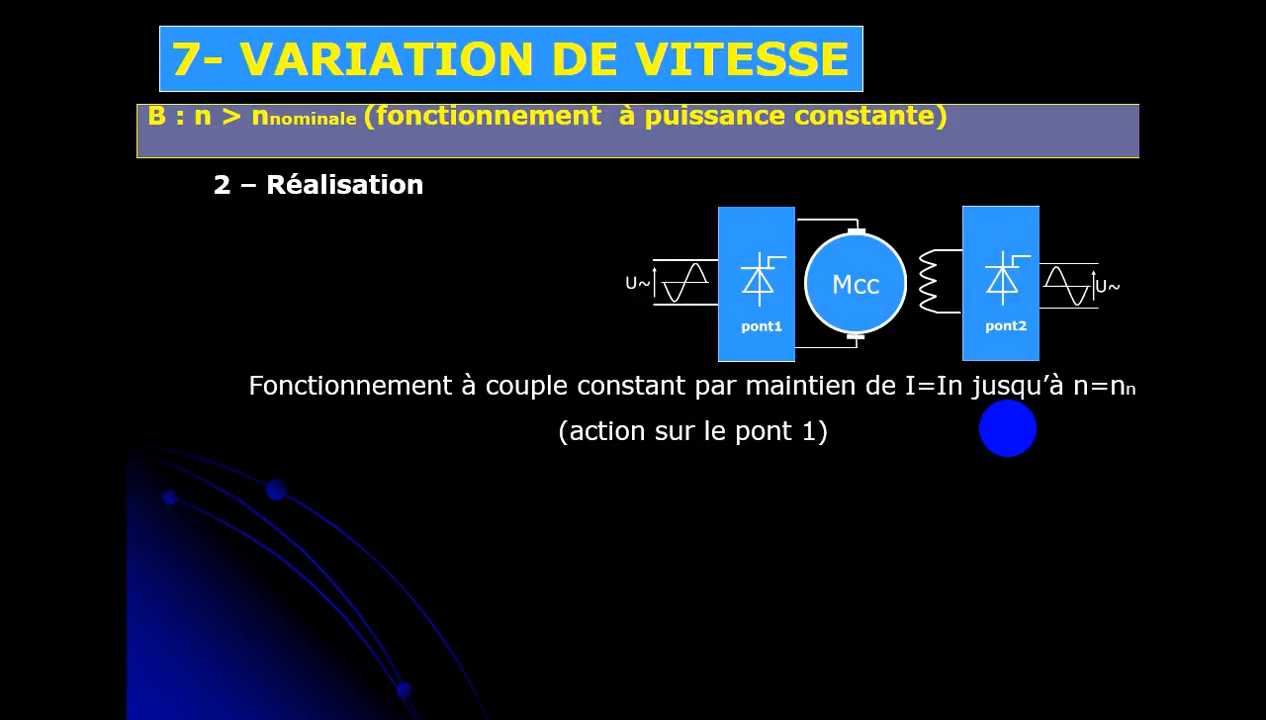 7- VARIATION DE VITESSE
B : n > nnominale (fonctionnement à puissance constante)
2 – Réalisation
U~
pont1
Mcc
pont2
U~
Fonctionnement à couple constant par maintien de I=In jusqu’à n=nn
(action sur le pont 1)